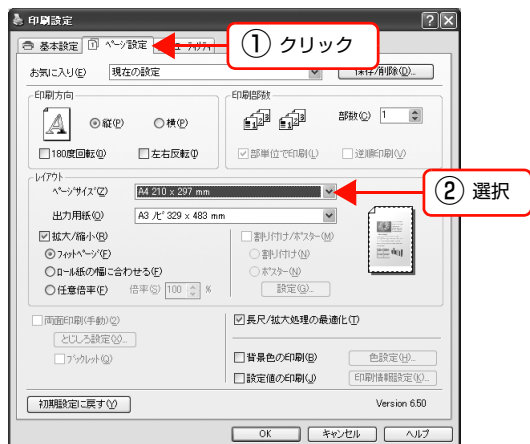 印刷設定
基本設定 ページ設定
① クリック
お気に入り(E) 現在の設定 保存/削除(D)...
印刷方向
縦(P) 横(P)
180度回転(0) 左右反転(I)
印刷部数
部数(C) 1
部単位で印刷(L) 逆順印刷(V)
レイアウト
ページサイズ(Z) A4 210 x 297 mm
② 選択
出力用紙(O) A3 ノビ 329 x 483 mm
拡大/縮小(R)
フィットページ(F)
ロール紙の幅に合わせる(F)
任意倍率(F) 倍率(S) 100 %
割り付け/ポスター(M)
割り付け(N)
ポスター(N)
設定(G)...
両面印刷(手動)(2)
とじしろ設定(X)...
ブックレット(Q)
長尺/拡大処理の最適化(T)
背景色の印刷(B) 色設定(H)...
設定値の印刷(J) 印刷情報設定(K)...
初期設定に戻す(Y) Version 6.50
OK キャンセル ヘルプ